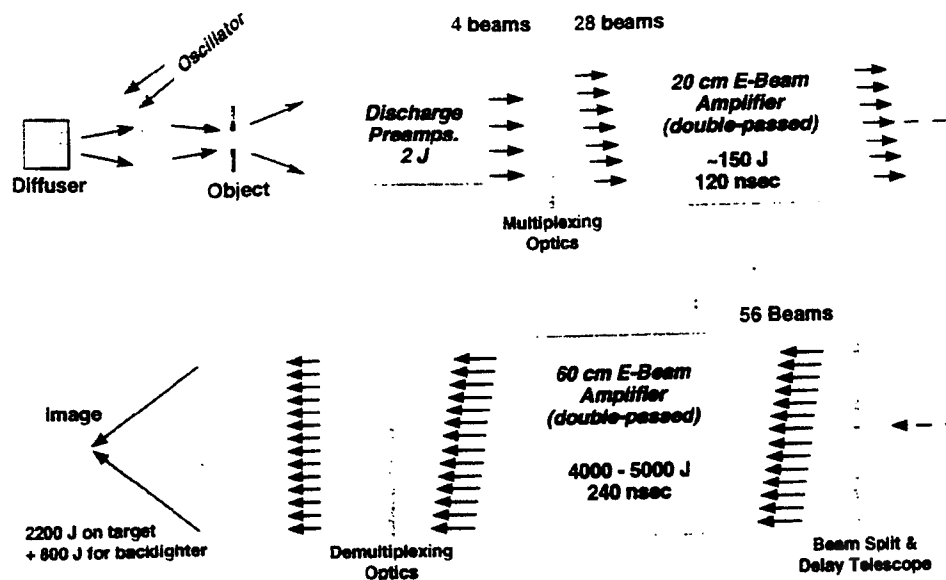 4 beams
28 beams
Oscillator
Diffuser
Object
Discharge
Preamps.
2 J
Multiplexing
Optics
20 cm E-Beam
Amplifier
(double-passed)
~150 J
120 nsec
56 Beams
60 cm E-Beam
Amplifier
(double-passed)
4000 - 5000 J
240 nsec
Image
2200 J on target
+ 800 J for backlighter
Demultiplexing
Optics
Beam Split &
Delay Telescope